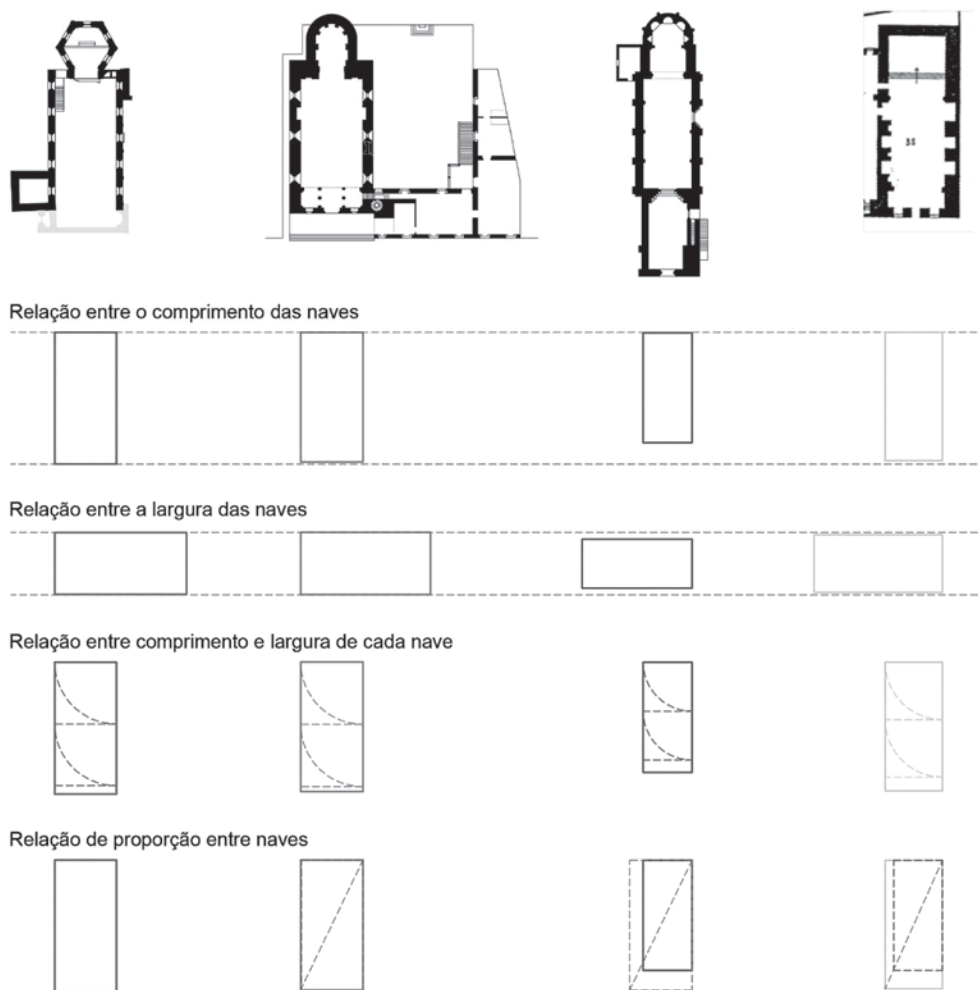 35
Relação entre o comprimento das naves
Relação entre a largura das naves
Relação entre comprimento e largura de cada nave
Relação de proporção entre naves